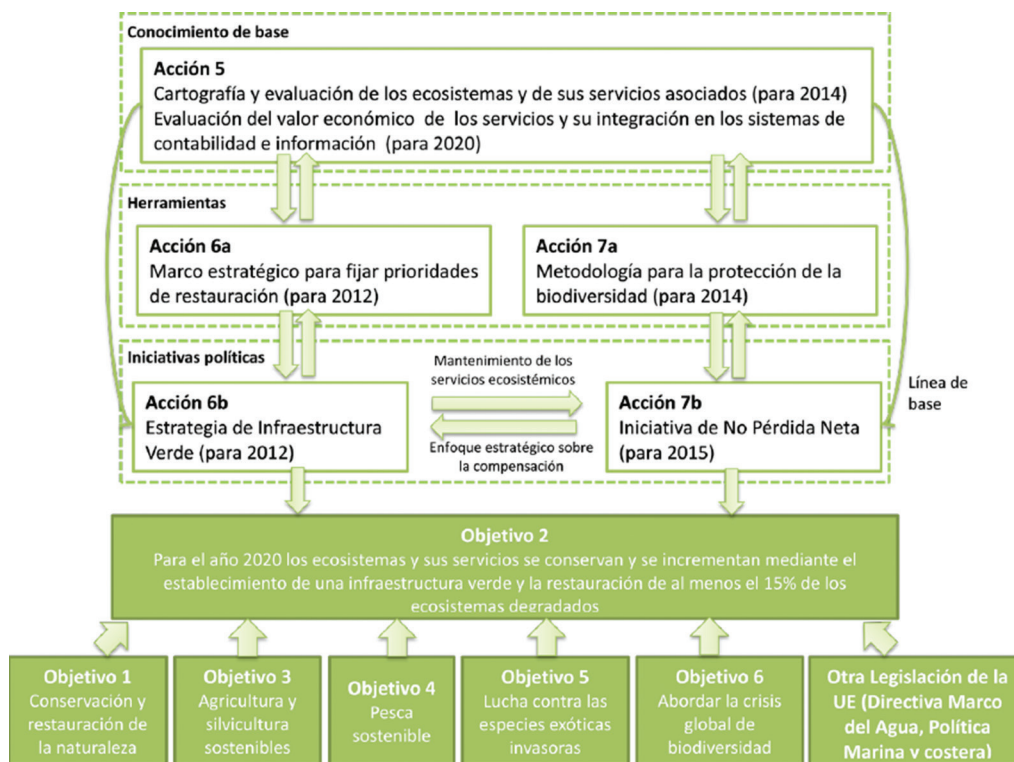 Conocimiento de base
Acción 5
Cartografía y evaluación de los ecosistemas y de sus servicios asociados (para 2014)
Evaluación del valor económico de los servicios y su integración en los sistemas de
contabilidad e información (para 2020)
Herramientas
Acción 6a
Marco estratégico para fijar prioridades
de restauración (para 2012)
Acción 7a
Metodología para la protección de la
biodiversidad (para 2014)
Iniciativas políticas
Acción 6b
Estrategia de Infraestructura
Verde (para 2012)
Mantenimiento de los
servicios ecosistémicos
Enfoque estratégico sobre
la compensación
Acción 7b
Iniciativa de No Pérdida Neta
(para 2015)
Línea de
base
Objetivo 2
Para el año 2020 los ecosistemas y sus servicios se conservan y se incrementan mediante el
establecimiento de una infraestructura verde y la restauración de al menos el 15% de los
ecosistemas degradados
Objetivo 1
Conservación y
restauración de
la naturaleza
Objetivo 3
Agricultura y
silvicultura
sostenibles
Objetivo 4
Pesca
sostenible
Objetivo 5
Lucha contra las
especies exóticas
invasoras
Objetivo 6
Abordar la crisis
global de
biodiversidad
Otra Legislación de la
UE (Directiva Marco
del Agua, Política
Marina y costera)